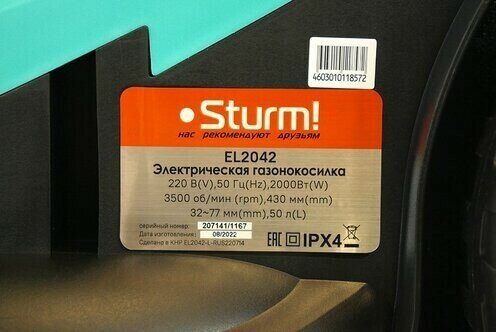 4603010118572
Sturm!
нас рекомендуют друзьям
EL2042
Электрическая газонокосилка
220 В(V),50 Гц(Hz),2000Вт(W)
3500 об/мин (rpm),430 мм(mm)
32~77 мм(mm),50 л(L)
серийный номер: 207141/1167
Дата изготовления: 08/2022
Сделано в КНР EL2042-L-RUS220714
EAC IPX4